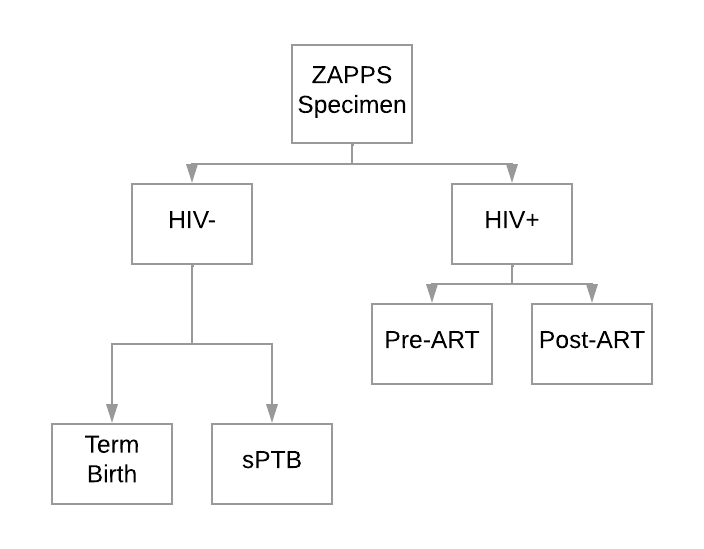 ZAPPS
Specimen
HIV-
HIV+
Pre-ART
Post-ART
Term
Birth
sPTB